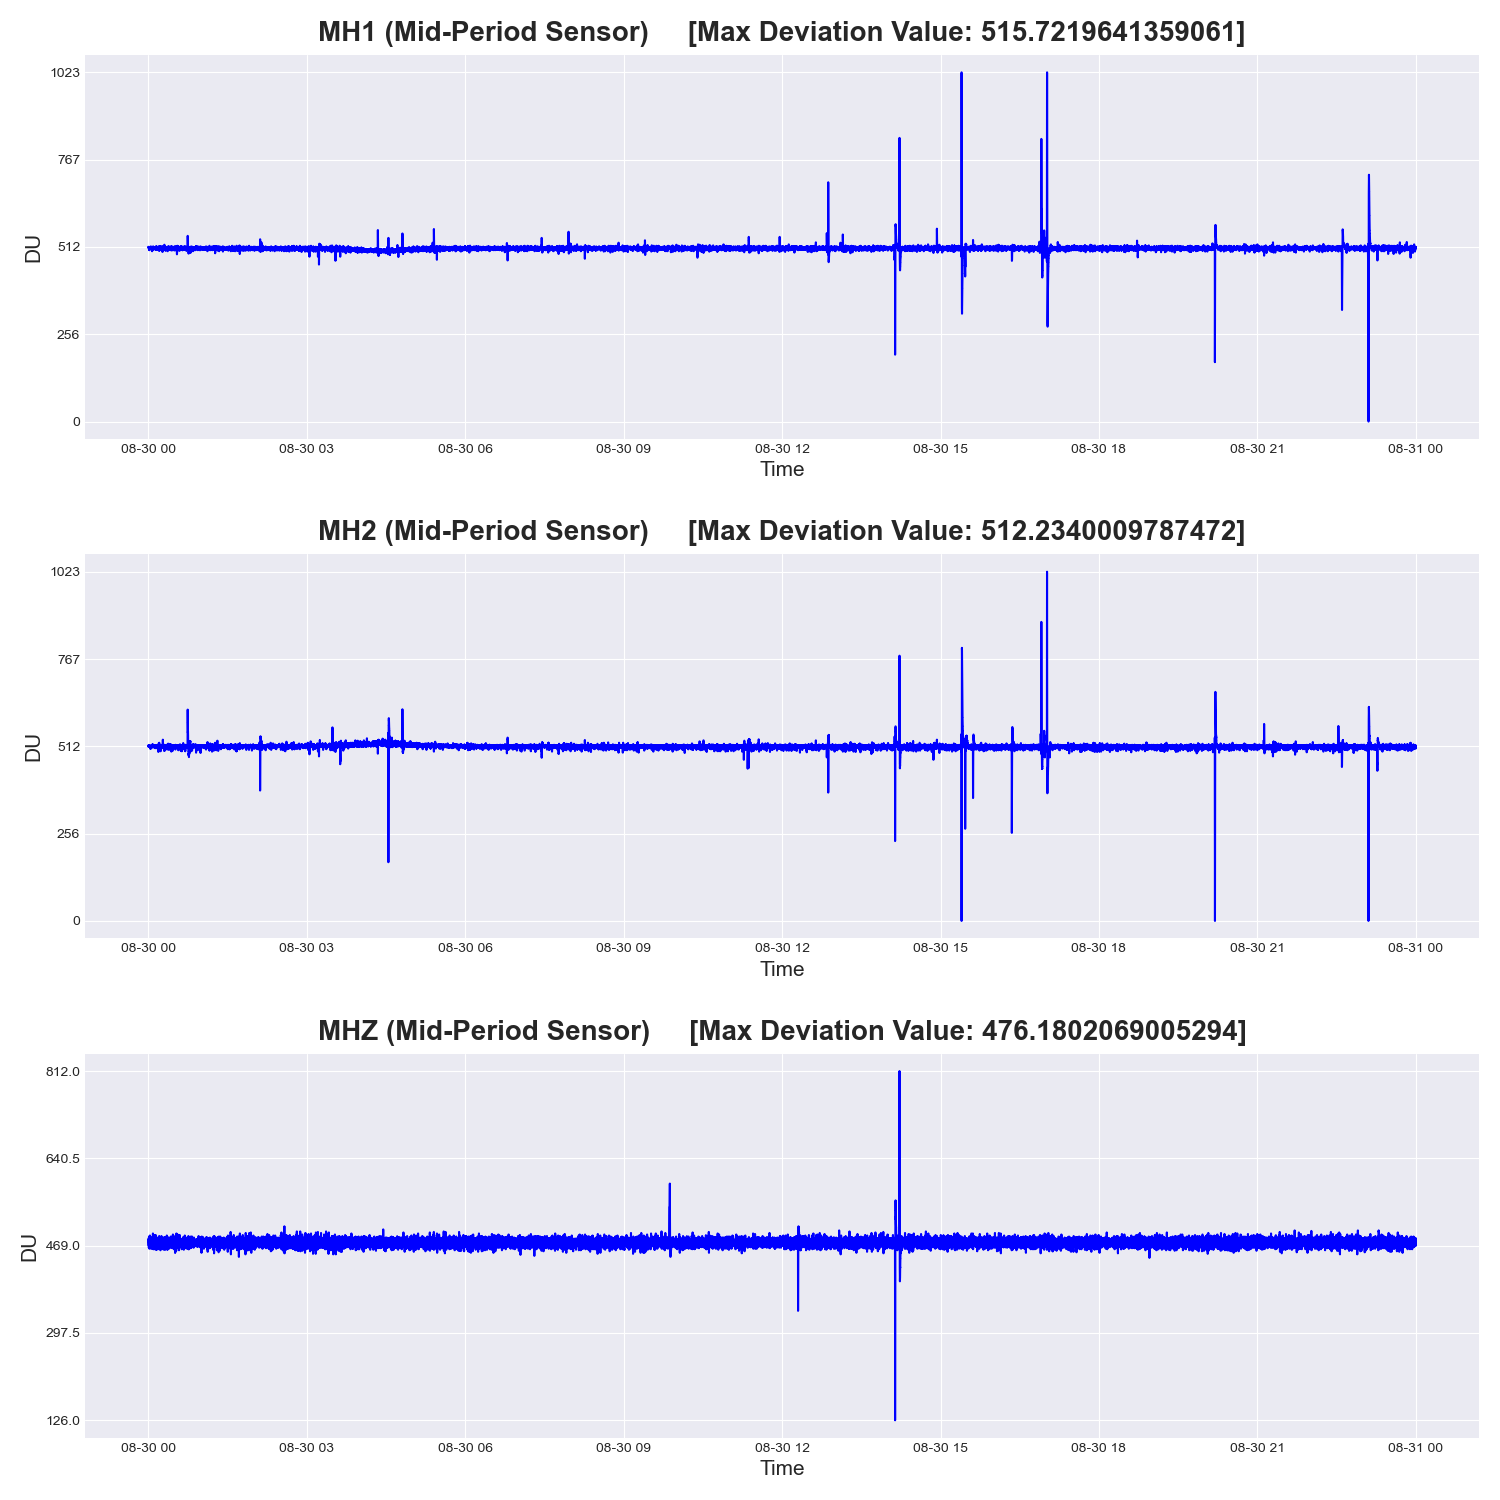 MH1 (Mid-Period Sensor) [Max Deviation Value: 515.7219641359061]
1023
767
512
256
0
DU
08-30 00 08-30 03 08-30 06 08-30 09 08-30 12 08-30 15 08-30 18 08-30 21 08-31 00
Time
MH2 (Mid-Period Sensor) [Max Deviation Value: 512.2340009787472]
1023
767
512
256
0
DU
08-30 00 08-30 03 08-30 06 08-30 09 08-30 12 08-30 15 08-30 18 08-30 21 08-31 00
Time
MHZ (Mid-Period Sensor) [Max Deviation Value: 476.1802069005294]
812.0
640.5
469.0
297.5
126.0
DU
08-30 00 08-30 03 08-30 06 08-30 09 08-30 12 08-30 15 08-30 18 08-30 21 08-31 00
Time